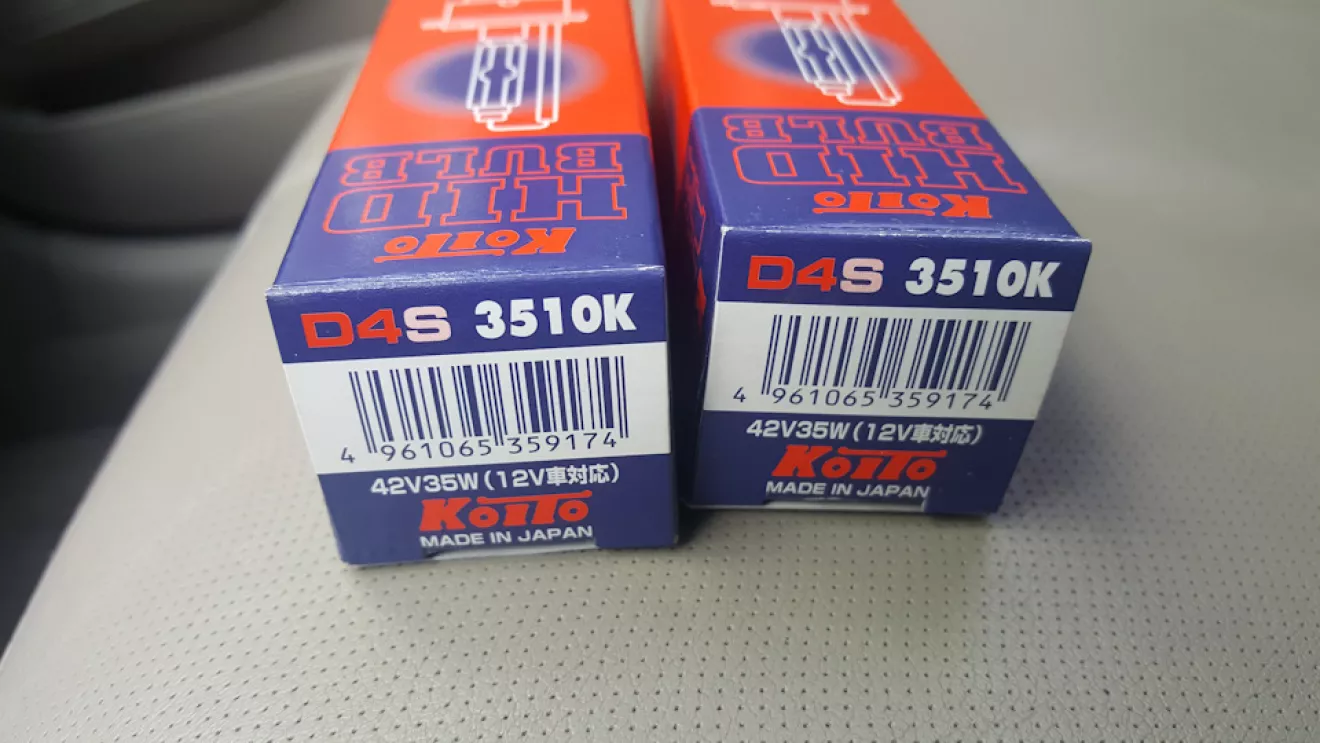 HID
BULB
KOITO
D4S 3510K
4 961065 359174
42V35W(12V車対応)
KOITO
MADE IN JAPAN
HID
BULB
KOITO
D4S 3510K
4 961065 359174
42V35W(12V車対応)
KOITO
MADE IN JAPAN